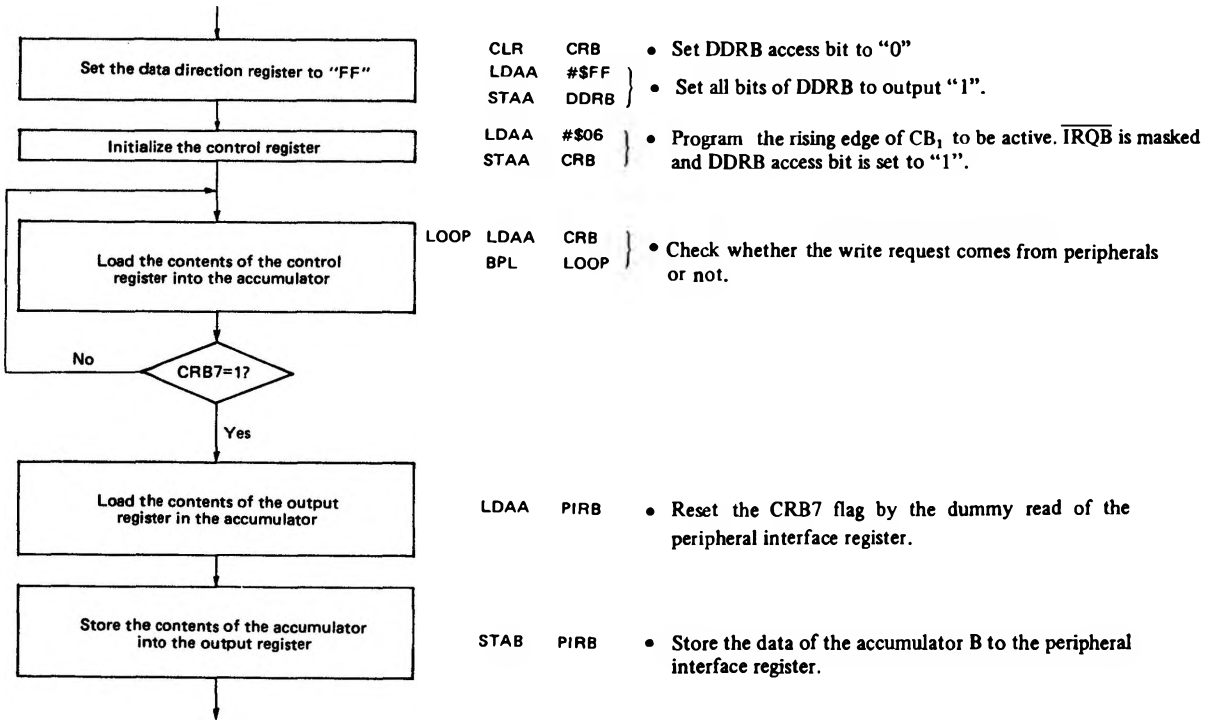 Set the data direction register to "FF"
CLR CRB • Set DDRB access bit to “0”
LDAA #$FF
STAA DDRB
• Set all bits of DDRB to output “1”.
Initialize the control register
LDAA #$06
STAA CRB
• Program the rising edge of CB₁ to be active. I̅R̅Q̅B̅ is masked
and DDRB access bit is set to “1”.
Load the contents of the control
register into the accumulator
LOOP LDAA CRB
BPL LOOP
• Check whether the write request comes from peripherals
or not.
No
CRB7=1?
Yes
Load the contents of the output
register in the accumulator
LDAA PIRB • Reset the CRB7 flag by the dummy read of the
peripheral interface register.
Store the contents of the accumulator
into the output register
STAB PIRB • Store the data of the accumulator B to the peripheral
interface register.